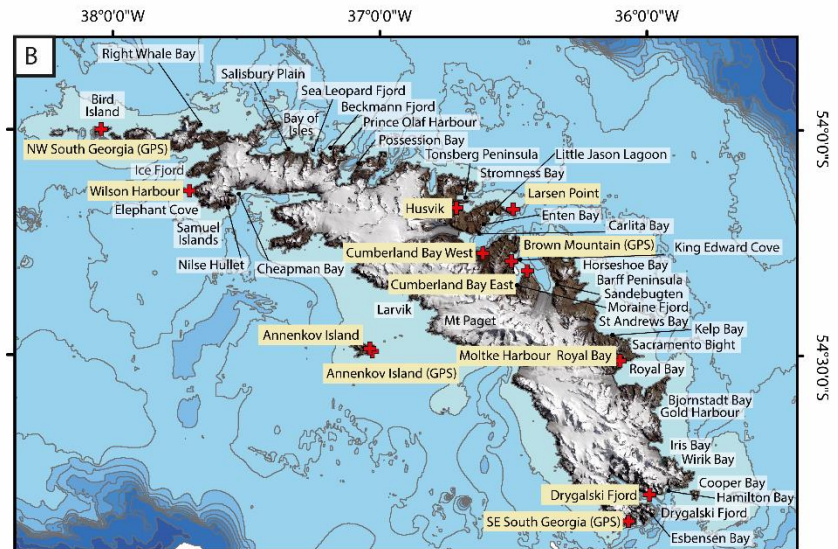 38°0'0"W
37°0'0"W
36°0'0"W
B
Right Whale Bay
Salisbury Plain
Sea Leopard Fjord
Bird
Island
Bay of
Isles
Beckmann Fjord
Prince Olaf Harbour
Possession Bay
54°0'0"S
NW South Georgia (GPS)
Tonsberg Peninsula
Little Jason Lagoon
Ice Fjord
Stromness Bay
Wilson Harbour
Larsen Point
Elephant Cove
Husvik
Enten Bay
Samuel
Islands
Carlita Bay
Nilse Hullet
Cheapman Bay
Cumberland Bay West
Brown Mountain (GPS)
King Edward Cove
Horseshoe Bay
Barff Peninsula
Cumberland Bay East
Sandebugten
Moraine Fjord
Larvik
Mt Paget
St Andrews Bay
Kelp Bay
Annenkov Island
Sacramento Bight
Moltke Harbour Royal Bay
54°30'0"S
Annenkov Island (GPS)
Royal Bay
Bjornstadt Bay
Gold Harbour
Iris Bay
Wirik Bay
Cooper Bay
Drygalski Fjord
Hamilton Bay
Drygalski Fjord
SE South Georgia (GPS)
Esbensen Bay